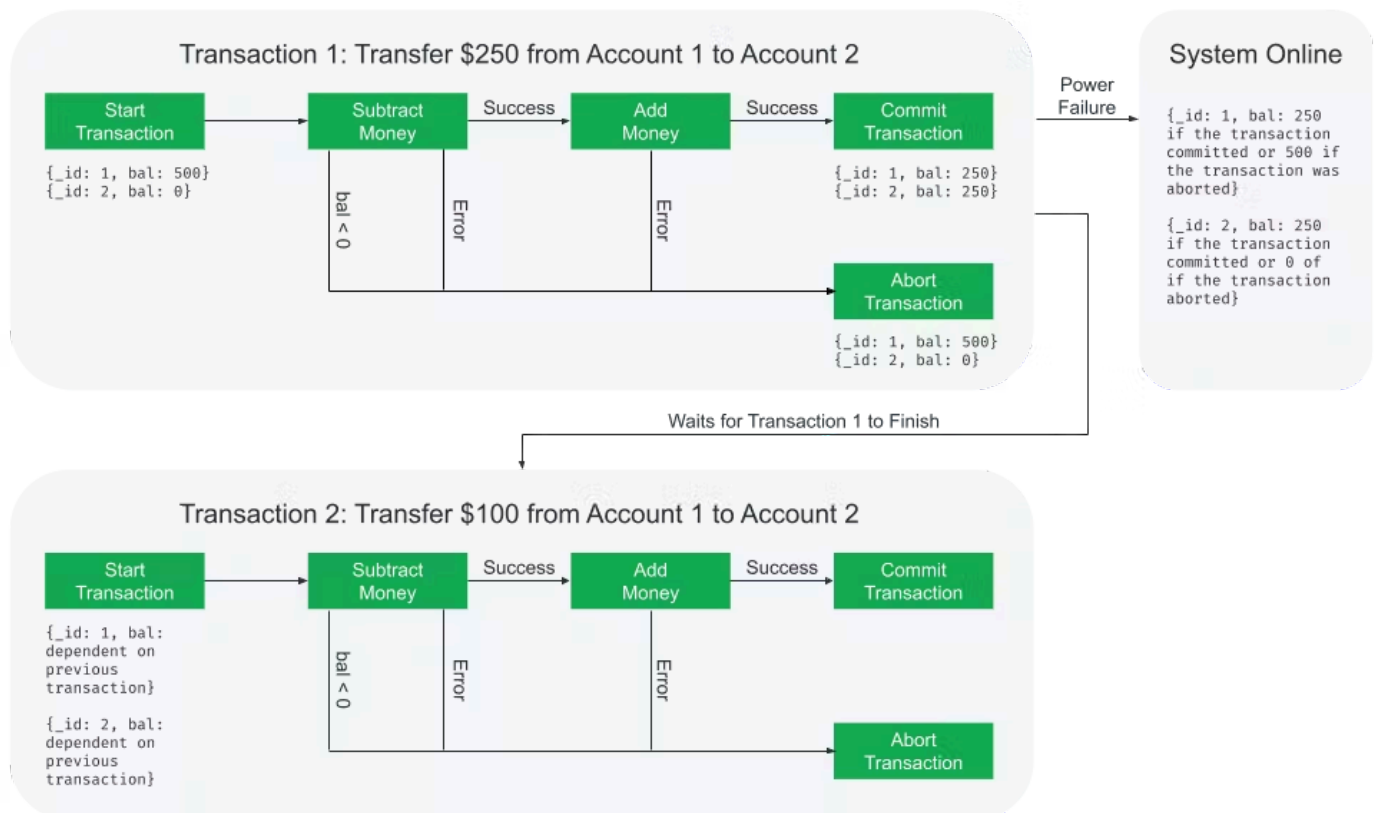 Transaction 1: Transfer $250 from Account 1 to Account 2
Start
Transaction
Subtract
Money
Success
Add
Money
Success
Commit
Transaction
{_id: 1, bal: 500}
{_id: 2, bal: 0}
bal < 0
Error
Error
{_id: 1, bal: 250}
{_id: 2, bal: 250}
Abort
Transaction
{_id: 1, bal: 500}
{_id: 2, bal: 0}
Power
Failure
System Online
{_id: 1, bal: 250
if the transaction
committed or 500 if
the transaction was
aborted}
{_id: 2, bal: 250
if the transaction
committed or 0 of
if the transaction
aborted}
Waits for Transaction 1 to Finish
Transaction 2: Transfer $100 from Account 1 to Account 2
Start
Transaction
Subtract
Money
Success
Add
Money
Success
Commit
Transaction
{_id: 1, bal:
dependent on
previous
transaction}
{_id: 2, bal:
dependent on
previous
transaction}
bal < 0
Error
Error
Abort
Transaction